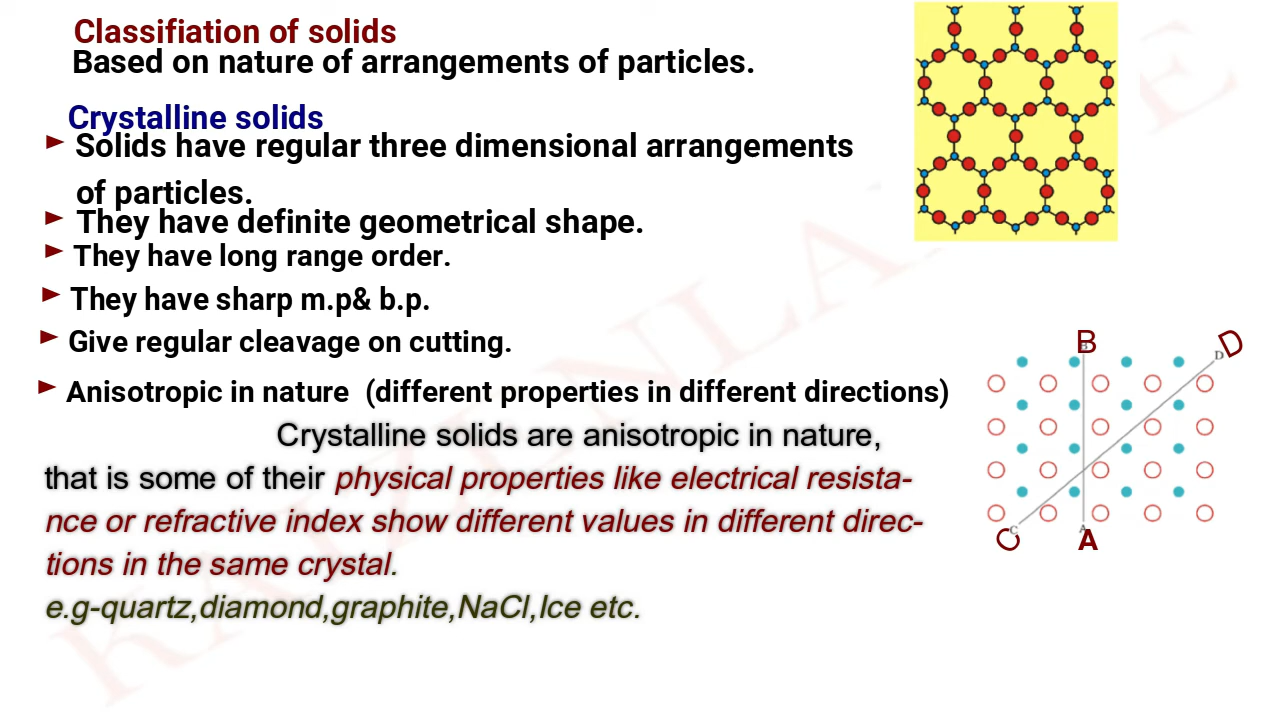 Classifiation of solids
Based on nature of arrangements of particles.
Crystalline solids
► Solids have regular three dimensional arrangements
of particles.
► They have definite geometrical shape.
► They have long range order.
► They have sharp m.p& b.p.
► Give regular cleavage on cutting.
► Anisotropic in nature  (different properties in different directions)
Crystalline solids are anisotropic in nature,
that is some of their physical properties like electrical resista-
nce or refractive index show different values in different direc-
tions in the same crystal.
e.g-quartz,diamond,graphite,NaCl,Ice etc.
B
D
D
C
C
A
A
KAIZENLA E